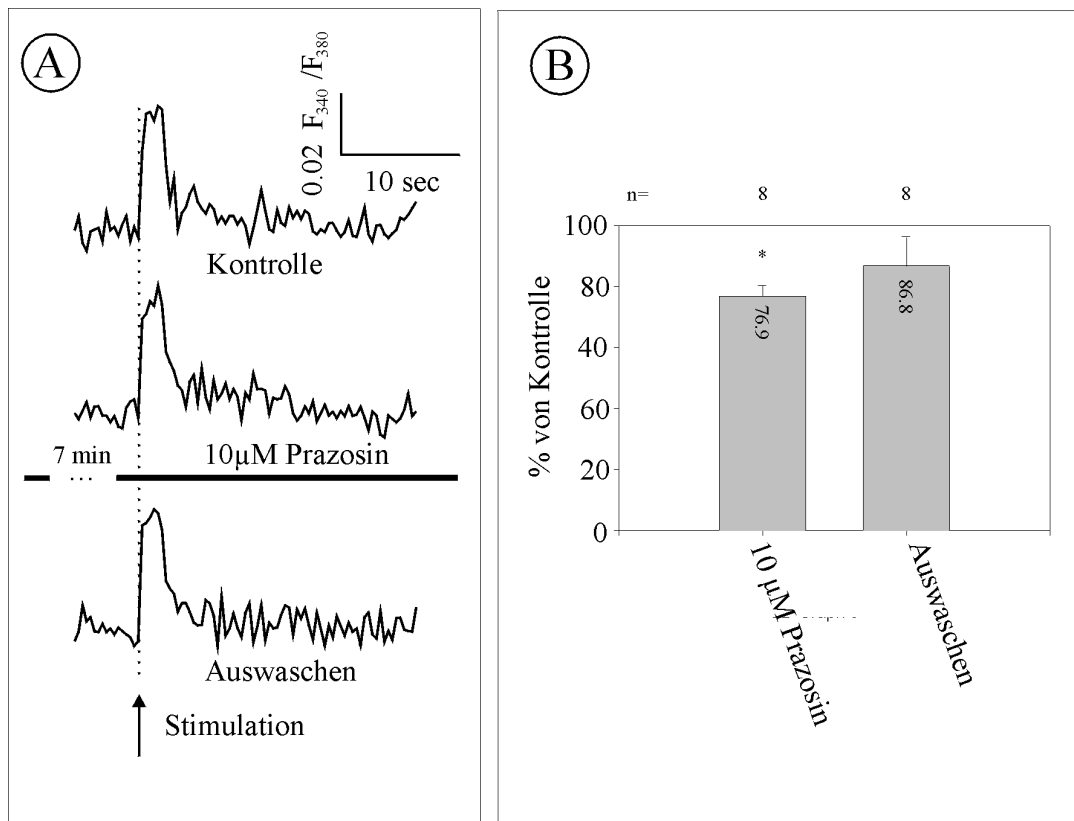 A
0.02 F340 /F380
10 sec
Kontrolle
7 min
10µM Prazosin
...
Auswaschen
Stimulation
B
n= 8 8
% von Kontrolle
100
80
40
60
20
0
*
76.9
86.8
10 µM Prazosin
Auswaschen